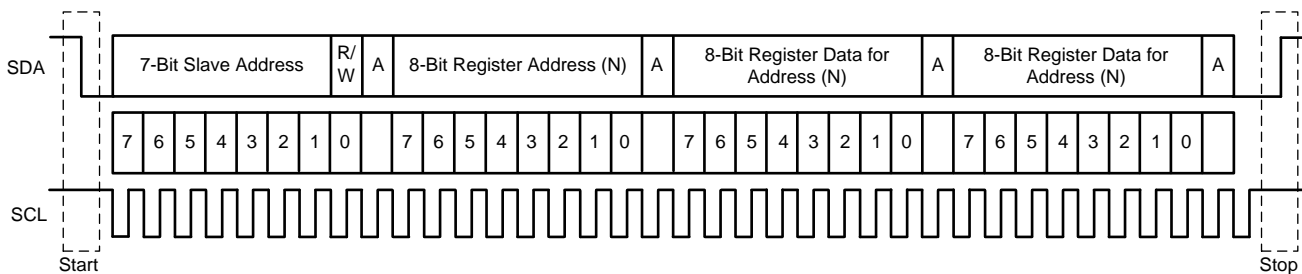 SDA
7-Bit Slave Address
R/
W
A
8-Bit Register Address (N)
A
8-Bit Register Data for
Address (N)
A
8-Bit Register Data for
Address (N)
A
7 6 5 4 3 2 1 0 7 6 5 4 3 2 1 0 7 6 5 4 3 2 1 0 7 6 5 4 3 2 1 0
SCL
Start
Stop